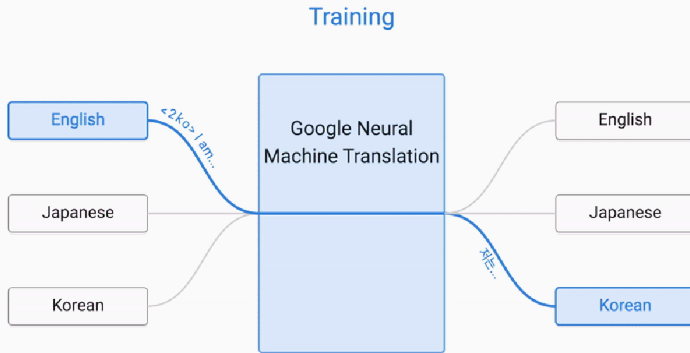 Training
English
<2ko> I am...
Japanese
Korean
Google Neural
Machine Translation
English
Japanese
저는...
Korean